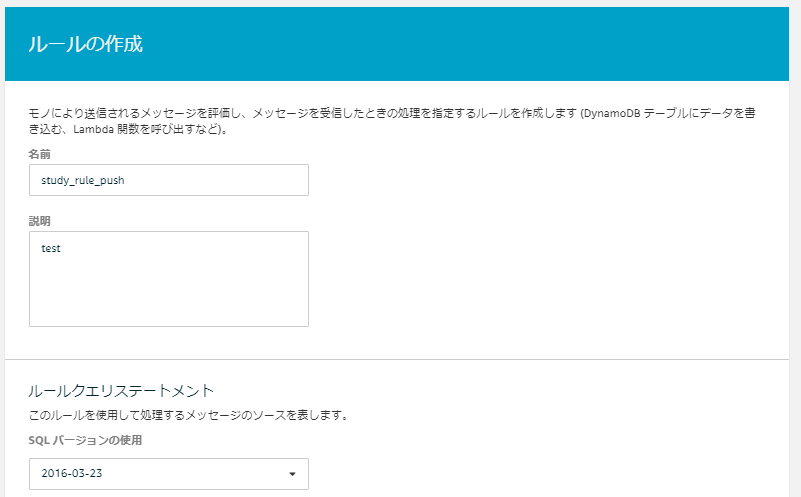 ルールの作成
モノにより送信されるメッセージを評価し、メッセージを受信したときの処理を指定するルールを作成します (DynamoDB テーブルにデータを書
き込む、Lambda 関数を呼び出すなど)。
名前
study_rule_push
説明
test
ルールクエリステートメント
このルールを使用して処理するメッセージのソースを表します。
SQL バージョンの使用
2016-03-23